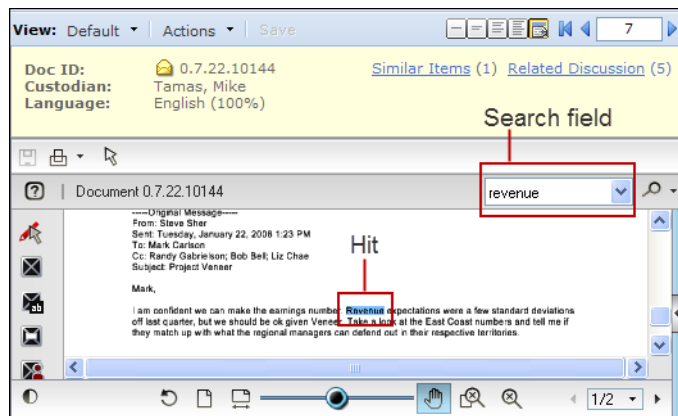 View: Default Actions Save 7
Doc ID: 0.7.22.10144 Similar Items (1) Related Discussion (5)
Custodian: Tamas, Mike
Language: English (100%)
Search field
? Document 0.7.22.10144 revenue
-----Original Message-----
From: Steve Sher
Sent: Tuesday, January 22, 2008 1:23 PM
To: Mark Carlson
Cc: Randy Gabrielson; Bob Bell; Liz Chae
Subject: Project Veneer
Hit
Mark,
I am confident we can make the earnings number. Revenue expectations were a few standard deviations
off last quarter, but we should be ok given Veneer. Take a look at the East Coast numbers and tell me if
they match up with what the regional managers can defend out in their respective territories.
ab
1/2